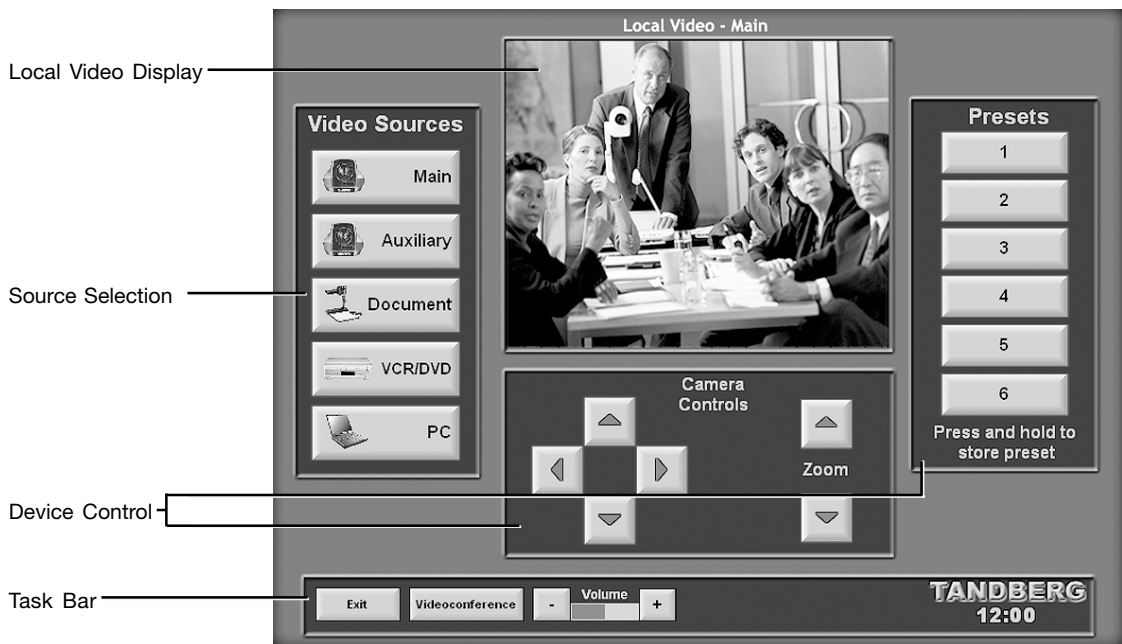 Local Video - Main
Local Video Display
Video Sources
Main
Auxiliary
Document
VCR/DVD
PC
Source Selection
Presets
1
2
3
4
5
6
Press and hold to
store preset
Camera
Controls
Zoom
Device Control
Task Bar
Exit
Videoconference
-
Volume
+
TANDBERG
12:00